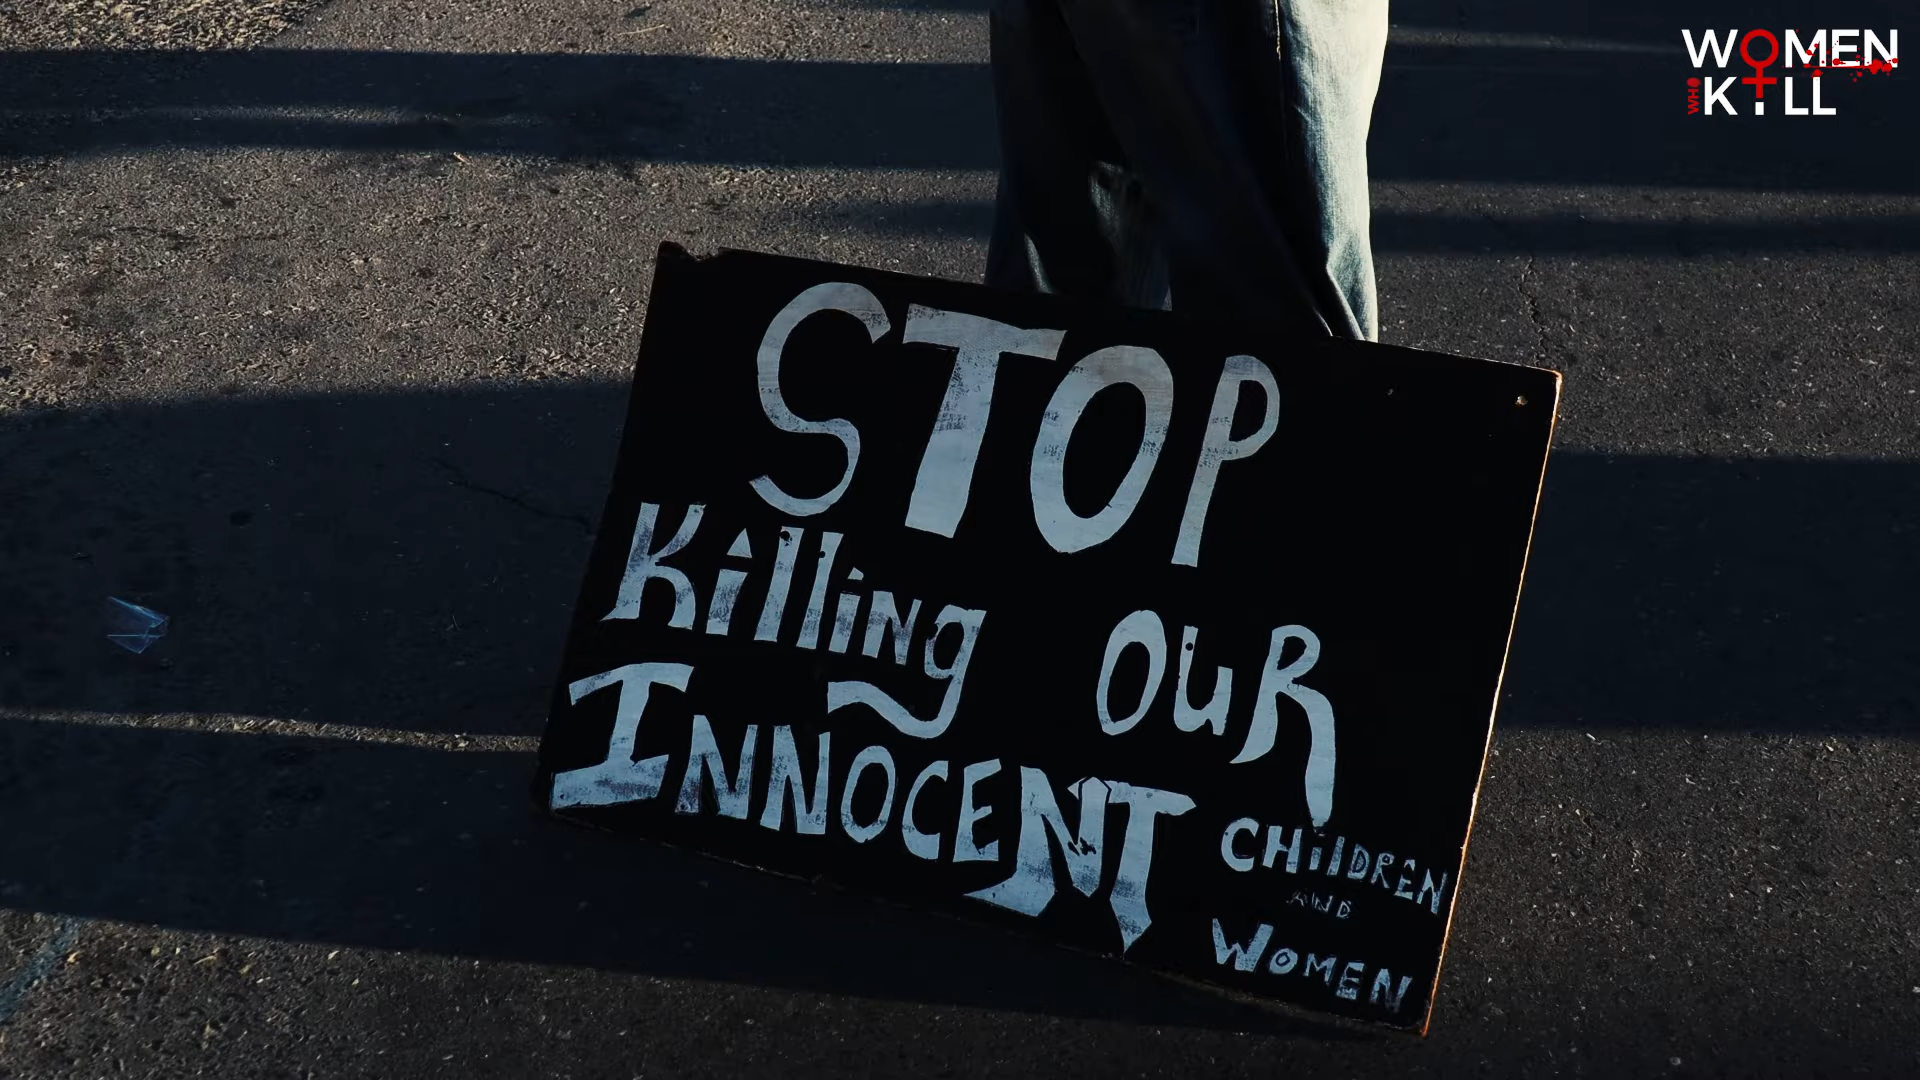 WOMEN
WHO KILL
STOP
Killing OUR
INNOCENT
CHilDREN
AND
WOMEN